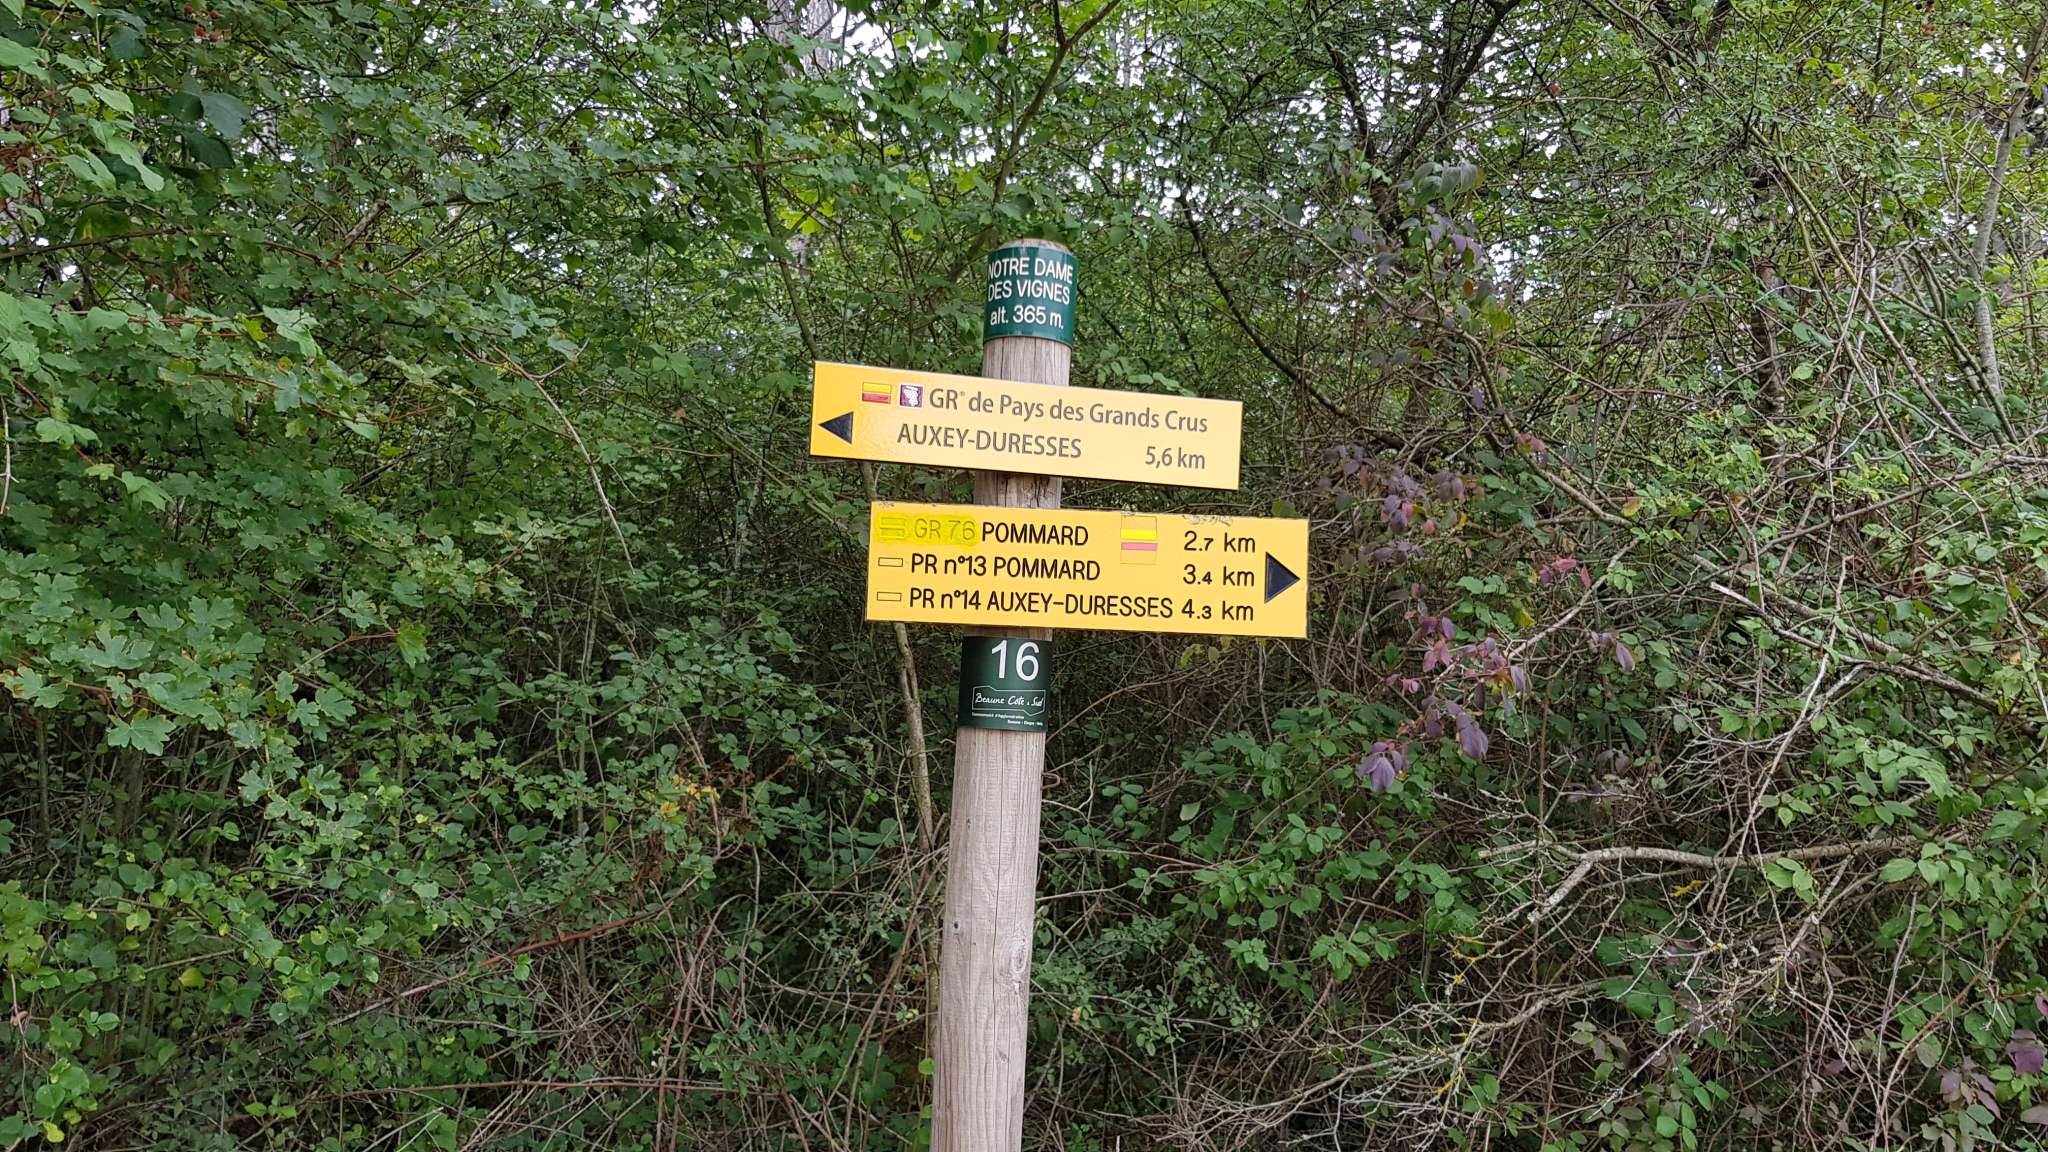 NOTRE DAME
DES VIGNES
alt. 365 m.
GR® de Pays des Grands Crus
AUXEY-DURESSES 5,6 km
GR 76 POMMARD 2.7 km
PR n°13 POMMARD 3.4 km
PR n°14 AUXEY-DURESSES 4.3 km
16
Beaune Côte & Sud
Communauté d'Agglomération